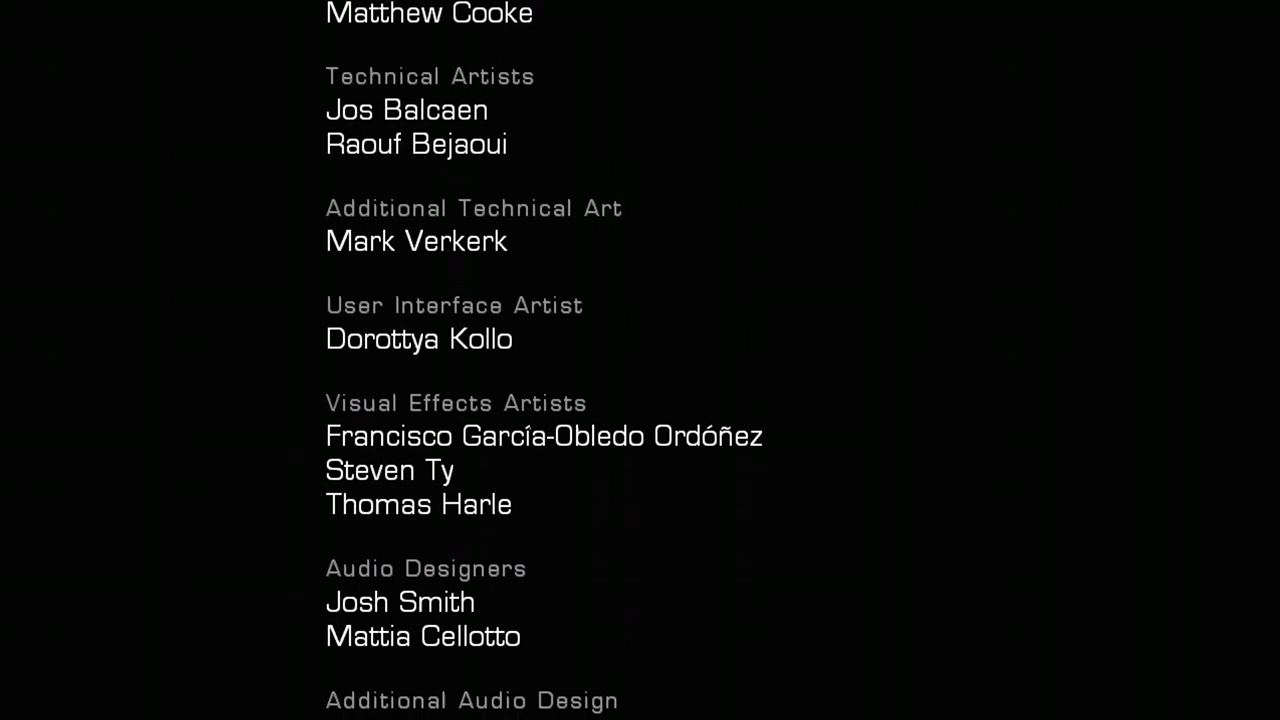 Matthew Cooke
Technical Artists
Jos Balcaen
Raouf Bejaoui
Additional Technical Art
Mark Verkerk
User Interface Artist
Dorottya Kollo
Visual Effects Artists
Francisco García-Obledo Ordóñez
Steven Ty
Thomas Harle
Audio Designers
Josh Smith
Mattia Cellotto
Additional Audio Design